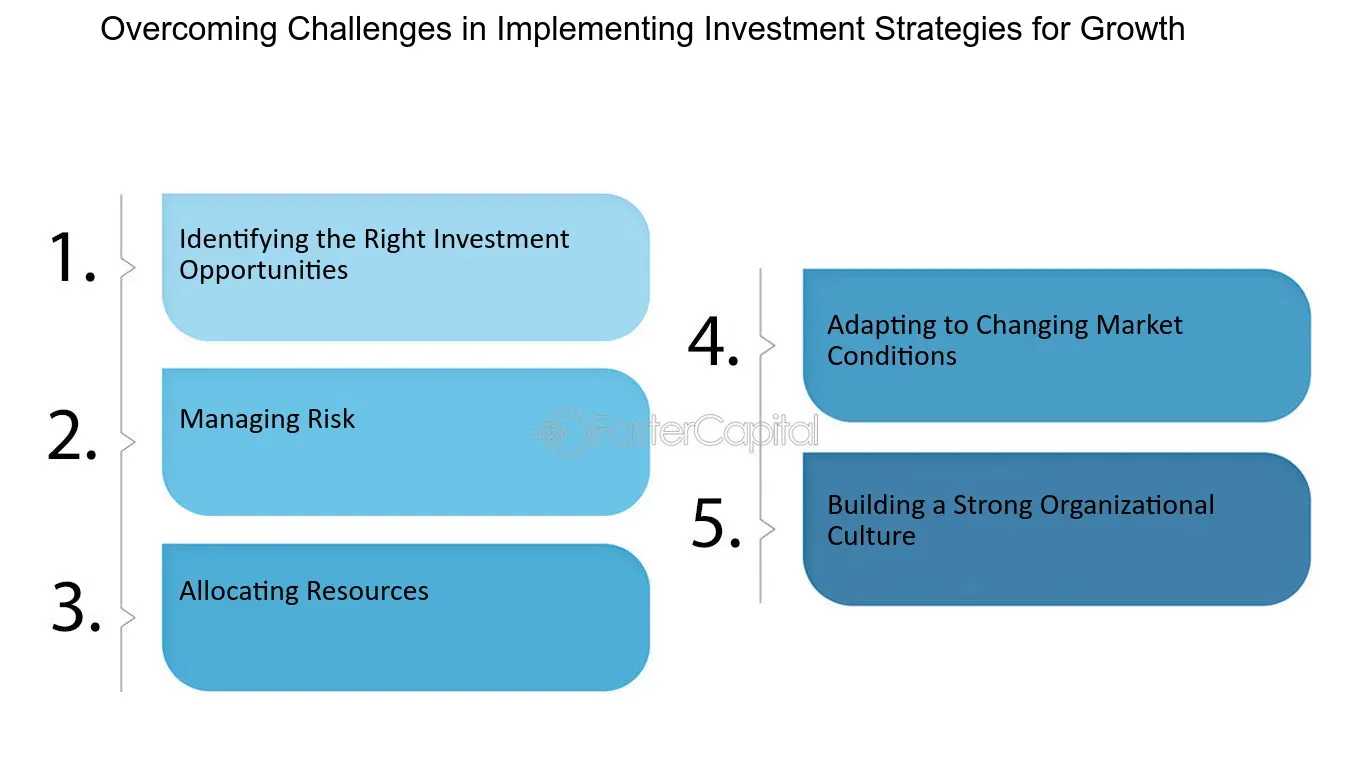 Overcoming Challenges in Implementing Investment Strategies for Growth
1.
Identifying the Right Investment
Opportunities
2.
Managing Risk
3.
Allocating Resources
4.
Adapting to Changing Market
Conditions
5.
Building a Strong Organizational
Culture
FasterCapital